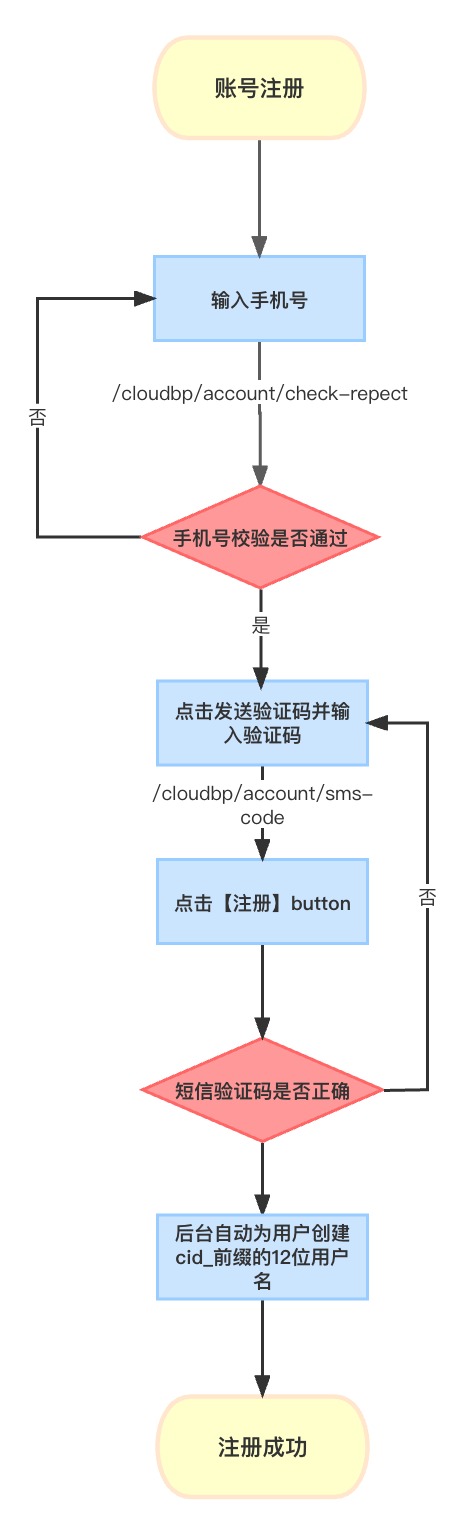 账号注册
输入手机号
/cloudbp/account/check-repect
否
手机号校验是否通过
是
点击发送验证码并输
入验证码
/cloudbp/account/sms-
code
点击【注册】button
否
短信验证码是否正确
后台自动为用户创建
cid_前缀的12位用户
名
注册成功